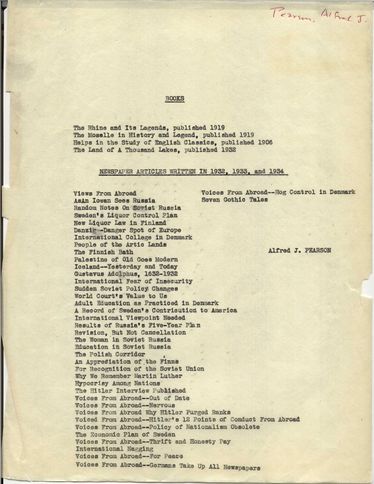 Pearson, Alfred J.
BOOKS
The Rhine and Its Legends, published 1919
The Moselle in History and Legend, published 1919
Helps in the Study of English Classics, published 1906
The Land of A Thousand Lakes, published 1932
NEWSPAPER ARTICLES WRITTEN IN 1932, 1933, and 1934
Views From Abroad
As An Iowan Sees Russia
Random Notes On Soviet Russia
Sweden's Liquor Control Plan
New Liquor Law in Finland
Danzig--Danger Spot of Europe
International College in Denmark
People of the Artic Lands
The Finnish Bath
Palestine of Old Goes Modern
Iceland--Yesterday and Today
Gustavus Adolphus, 1632-1932
International Fear of Insecurity
Sudden Soviet Policy Changes
World Court's Value to Us
Adult Education as Practiced in Denmark
A Record of Sweden's Contribution to America
International Viewpoint Needed
Results of Russia's Five-Year Plan
Revision, But Not Cancellation
The Woman in Soviet Russia
Education in Soviet Russia
The Polish Corridor
An Appreciation of the Finns
For Recognition of the Soviet Union
Why We Remember Martin Luther
Hypocrisy Among Nations
The Hitler Interview Published
Voices From Abroad--Out of Date
Voices From Abroad--Nervous
Voices From Abroad Why Hitler Purged Ranks
Voices From Abroad--Hitler's 12 Points of Conduct From Abroad
Voices From Abroad--Policy of Nationalism Obsolete
The Economic Plan of Sweden
Voices From Abroad--Thrift and Honesty Pay
International Nagging
Voices From Abroad--For Peace
Voices From Abroad--Germans Take Up All Newspapers
Voices From Abroad--Hog Control in Denmark
Seven Gothic Tales
Alfred J. PEARSON